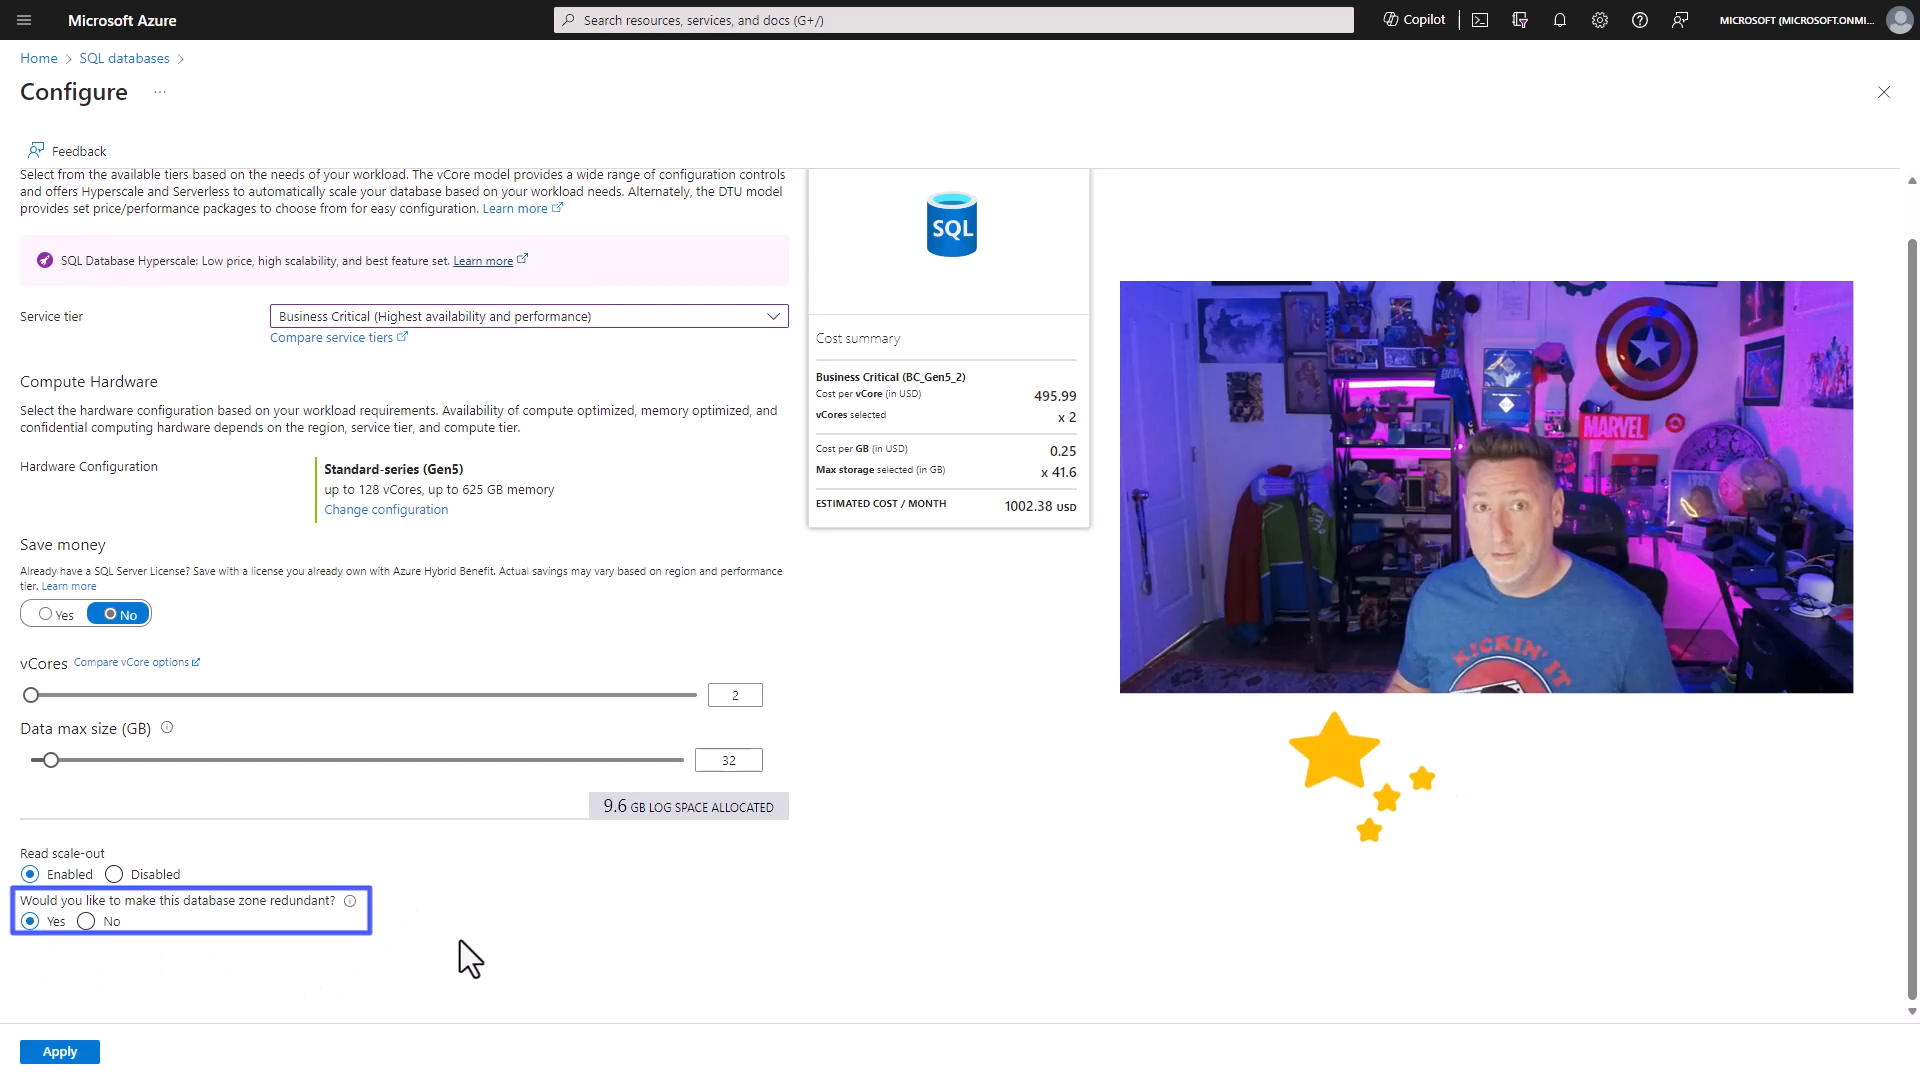 Microsoft Azure
Search resources, services, and docs (G+/)
Copilot
MICROSOFT (MICROSOFT.ONMI...
Home > SQL databases >
Configure ...
Feedback
Select from the available tiers based on the needs of your workload. The vCore model provides a wide range of configuration controls
and offers Hyperscale and Serverless to automatically scale your database based on your workload needs. Alternately, the DTU model
provides set price/performance packages to choose from for easy configuration. Learn more
SQL Database Hyperscale: Low price, high scalability, and best feature set. Learn more
Service tier
Business Critical (Highest availability and performance)
Compare service tiers
Compute Hardware
Select the hardware configuration based on your workload requirements. Availability of compute optimized, memory optimized, and
confidential computing hardware depends on the region, service tier, and compute tier.
Hardware Configuration
Standard-series (Gen5)
up to 128 vCores, up to 625 GB memory
Change configuration
Save money
Already have a SQL Server License? Save with a license you already own with Azure Hybrid Benefit. Actual savings may vary based on region and performance
tier. Learn more
Yes No
vCores Compare vCore options
2
Data max size (GB)
32
9.6 GB LOG SPACE ALLOCATED
Read scale-out
Enabled Disabled
Would you like to make this database zone redundant?
Yes No
Apply
SQL
Cost summary
Business Critical (BC_Gen5_2)
Cost per vCore (in USD) 495.99
vCores selected x 2
Cost per GB (in USD) 0.25
Max storage selected (in GB) x 41.6
ESTIMATED COST / MONTH 1002.38 USD
MARVEL
KICKIN' IT